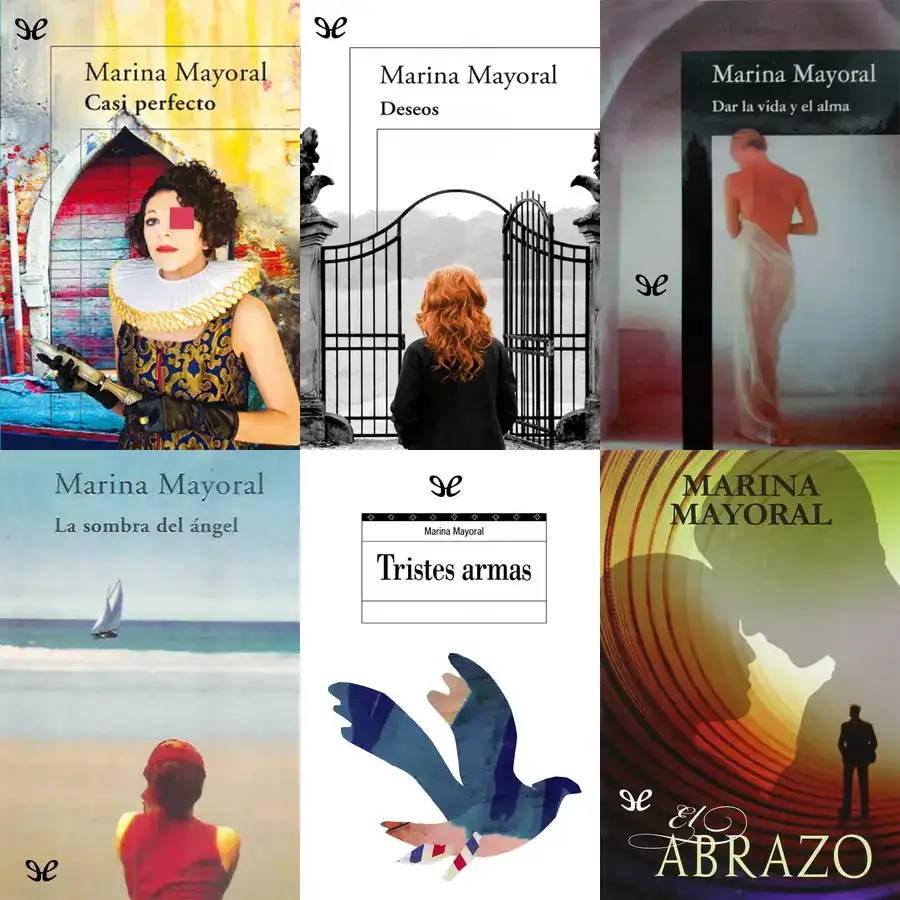 Marina Mayoral
Casi perfecto
Marina Mayoral
Deseos
Marina Mayoral
Dar la vida y el alma
Marina Mayoral
La sombra del ángel
Marina Mayoral
Tristes armas
MARINA
MAYORAL
El
ABRAZO